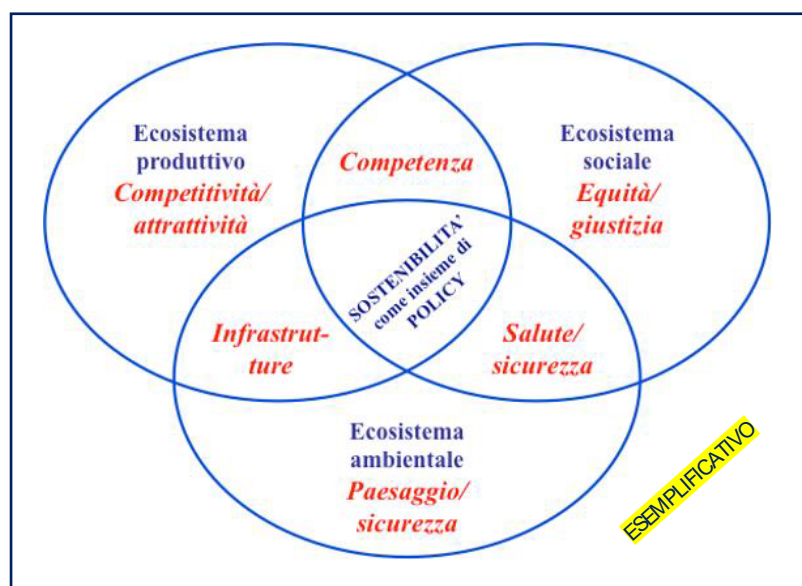 Ecosistema
produttivo
Competitività/
attrattività
Competenza
Ecosistema
sociale
Equità/
giustizia
SOSTENIBILITA'
come insieme di
POLICY
Infrastrut-
ture
Salute/
sicurezza
Ecosistema
ambientale
Paesaggio/
sicurezza
ESEMPLIFICATIVO